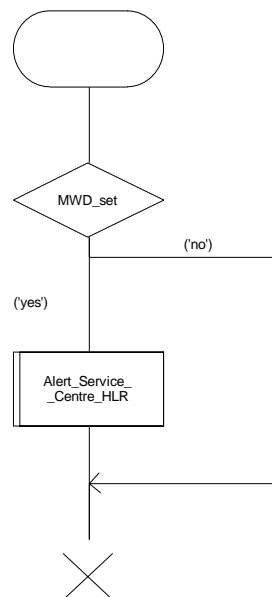 MWD_set
('no')
('yes')
Alert_Service_
_Centre_HLR